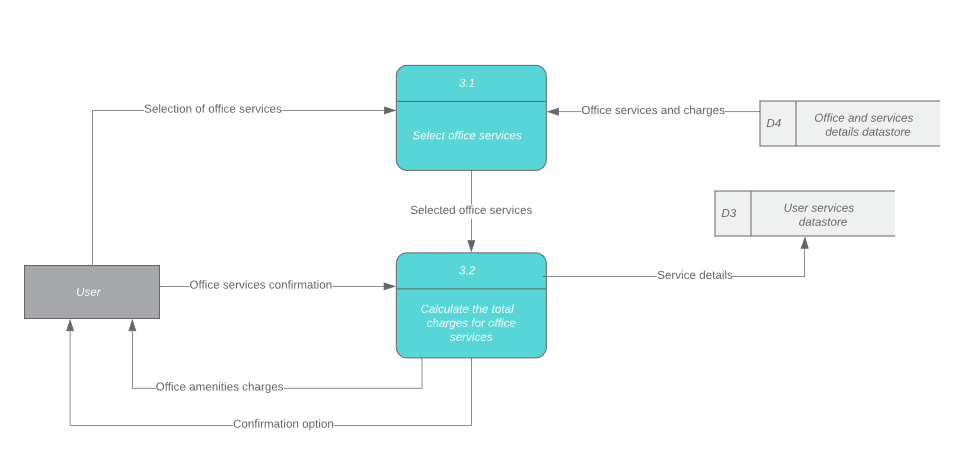 3.1
Selection of office services
Office services and charges
Office and services
D4
details datastore
Select office services
Selected office services
User services
D3
datastore
3.2
Service details
Office services confirmation
User
Calculate the total
charges for office
services
Office amenities charges
Confirmation option